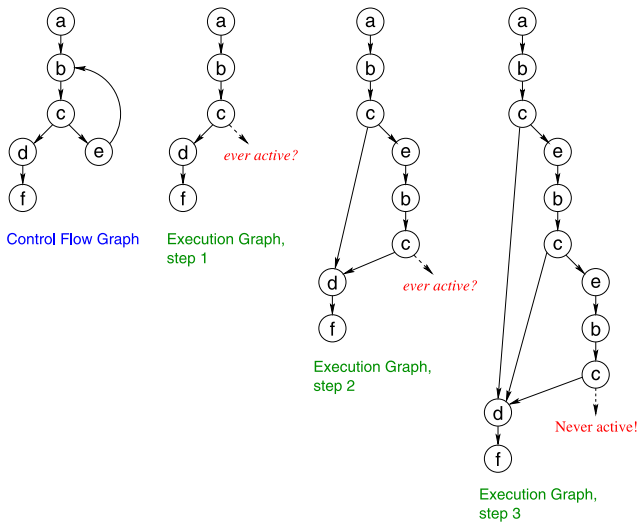 a
b
c
d
e
f
Control Flow Graph
a
b
c
d
ever active?
f
Execution Graph,
step 1
a
b
c
e
b
c
d
ever active?
f
Execution Graph,
step 2
a
b
c
e
b
c
e
b
c
d
Never active!
f
Execution Graph,
step 3